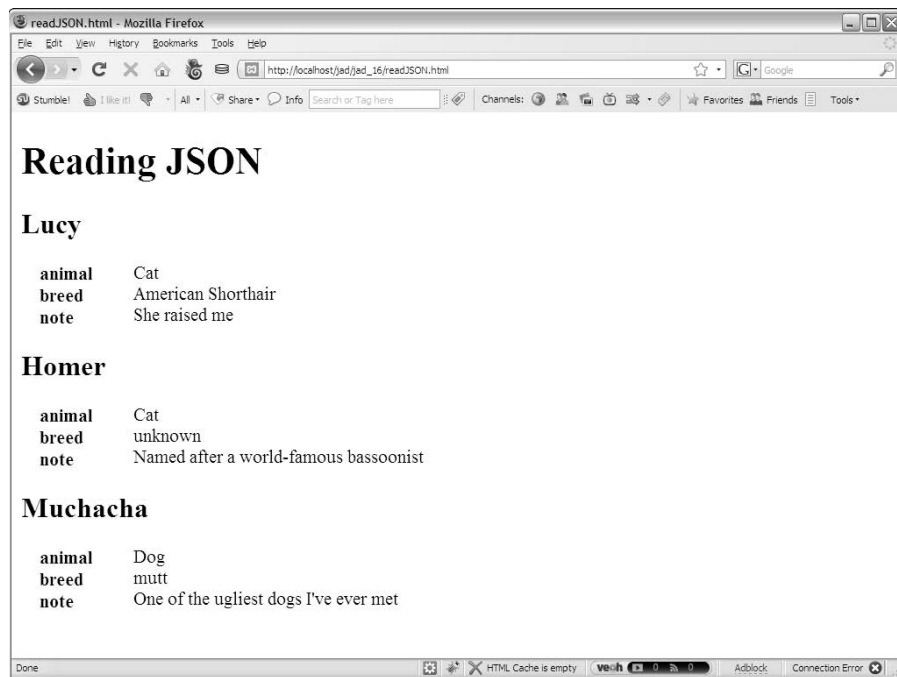 readJSON.html - Mozilla Firefox
File Edit View History Bookmarks Tools Help
http://localhost/jad/jad_16/readJSON.html G Google
Stumble! I like it! All Share Info Search or Tag here Channels: Favorites Friends Tools
Reading JSON
Lucy
animal Cat
breed American Shorthair
note She raised me
Homer
animal Cat
breed unknown
note Named after a world-famous bassoonist
Muchacha
animal Dog
breed mutt
note One of the ugliest dogs I've ever met
Done HTML Cache is empty veoh 0 0 Adblock Connection Error